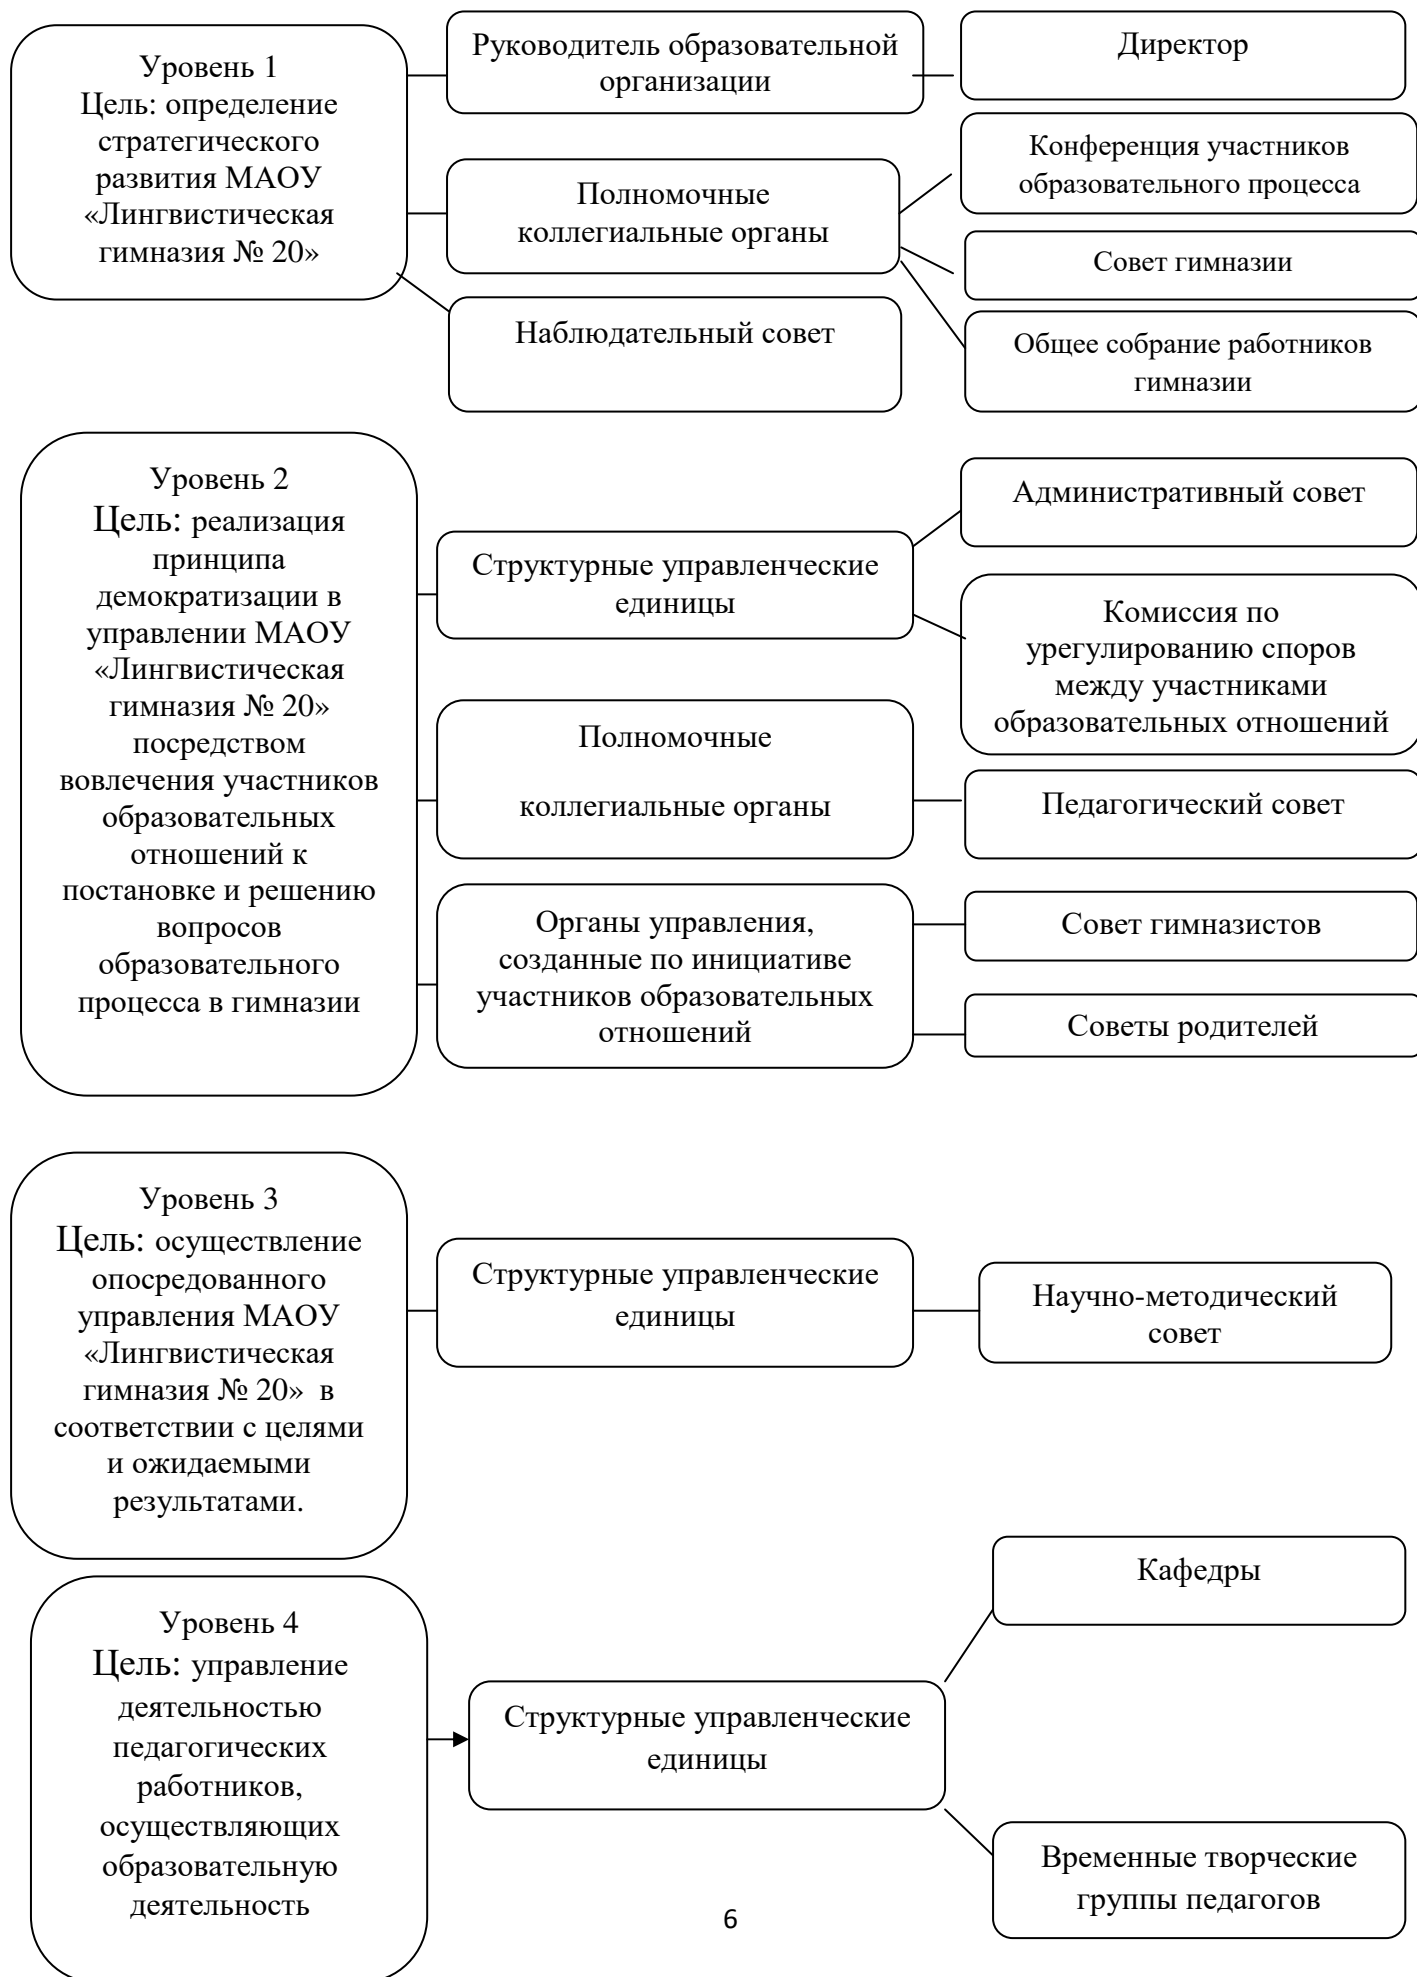 Уровень 1
Цель: определение
стратегического
развития МАОУ
«Лингвистическая
гимназия № 20»
Руководитель образовательной
организации
Директор
Полномочные
коллегиальные органы
Конференция участников
образовательного процесса
Совет гимназии
Общее собрание работников
гимназии
Наблюдательный совет
Уровень 2
Цель: реализация
принципа
демократизации в
управлении МАОУ
«Лингвистическая
гимназия № 20»
посредством
вовлечения участников
образовательных
отношений к
постановке и решению
вопросов
образовательного
процесса в гимназии
Структурные управленческие
единицы
Административный совет
Комиссия по
урегулированию споров
между участниками
образовательных отношений
Полномочные
коллегиальные органы
Педагогический совет
Органы управления,
созданные по инициативе
участников образовательных
отношений
Совет гимназистов
Советы родителей
Уровень 3
Цель: осуществление
опосредованного
управления МАОУ
«Лингвистическая
гимназия № 20» в
соответствии с целями
и ожидаемыми
результатами.
Структурные управленческие
единицы
Научно-методический
совет
Уровень 4
Цель: управление
деятельностью
педагогических
работников,
осуществляющих
образовательную
деятельность
Структурные управленческие
единицы
Кафедры
Временные творческие
группы педагогов
6